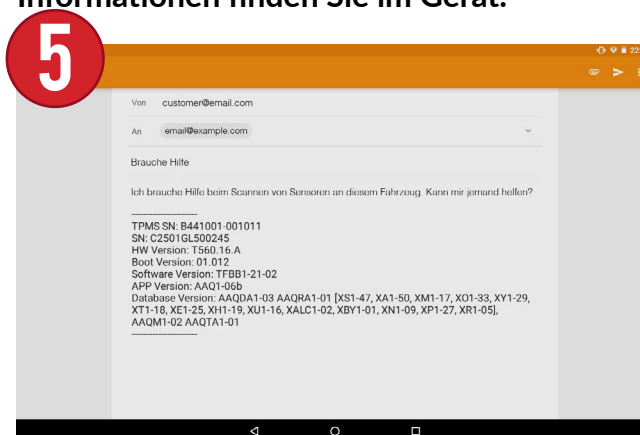 Informationen finden Sie im Gerät.
5
22
Von customer@email.com
An email@example.com
Brauche Hilfe
Ich brauche Hilfe beim Scannen von Sensoren an diesem Fahrzeug. Kann mir jemand helfen?
----------------------
TPMS SN: B441001-001011
SN: C2501GL500245
HW Version: T560.16.A
Boot Version: 01.012
Software Version: TFBB1-21-02
APP Version: AAQ1-06b
Database Version: AAQDA1-03 AAQRA1-01 [XS1-47, XA1-50, XM1-17, XO1-33, XY1-29,
XT1-18, XE1-25, XH1-19, XU1-16, XALC1-02, XBY1-01, XN1-09, XP1-27, XR1-05],
AAQM1-02 AAQTA1-01
----------------------